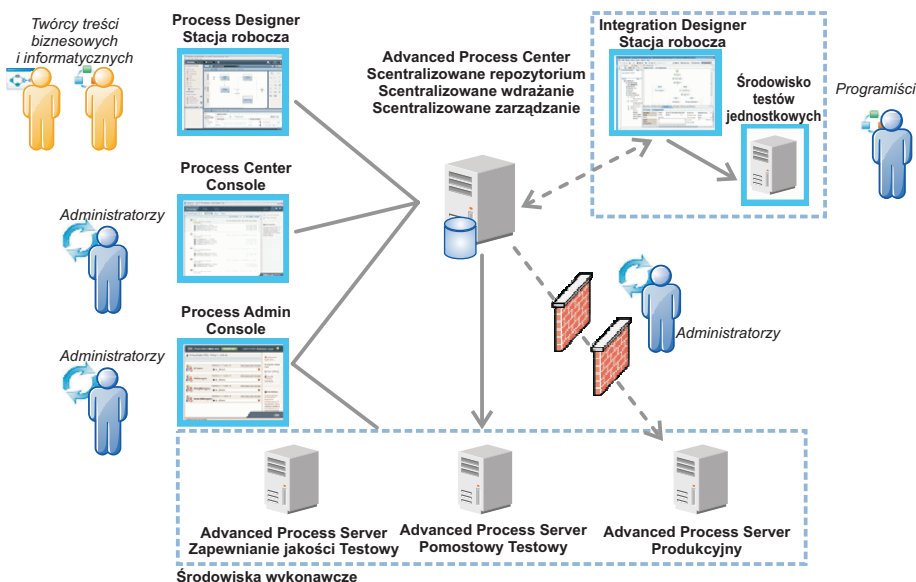 Twórcy treści
biznesowych
i informatycznych
Process Designer
Stacja robocza
Advanced Process Center
Scentralizowane repozytorium
Scentralizowane wdrażanie
Scentralizowane zarządzanie
Integration Designer
Stacja robocza
Środowisko
testów
jednostkowych
Programiści
Process Center
Console
Administratorzy
Process Admin
Console
Administratorzy
Administratorzy
Advanced Process Server
Zapewnianie jakości Testowy
Advanced Process Server
Pomostowy Testowy
Advanced Process Server
Produkcyjny
Środowiska wykonawcze